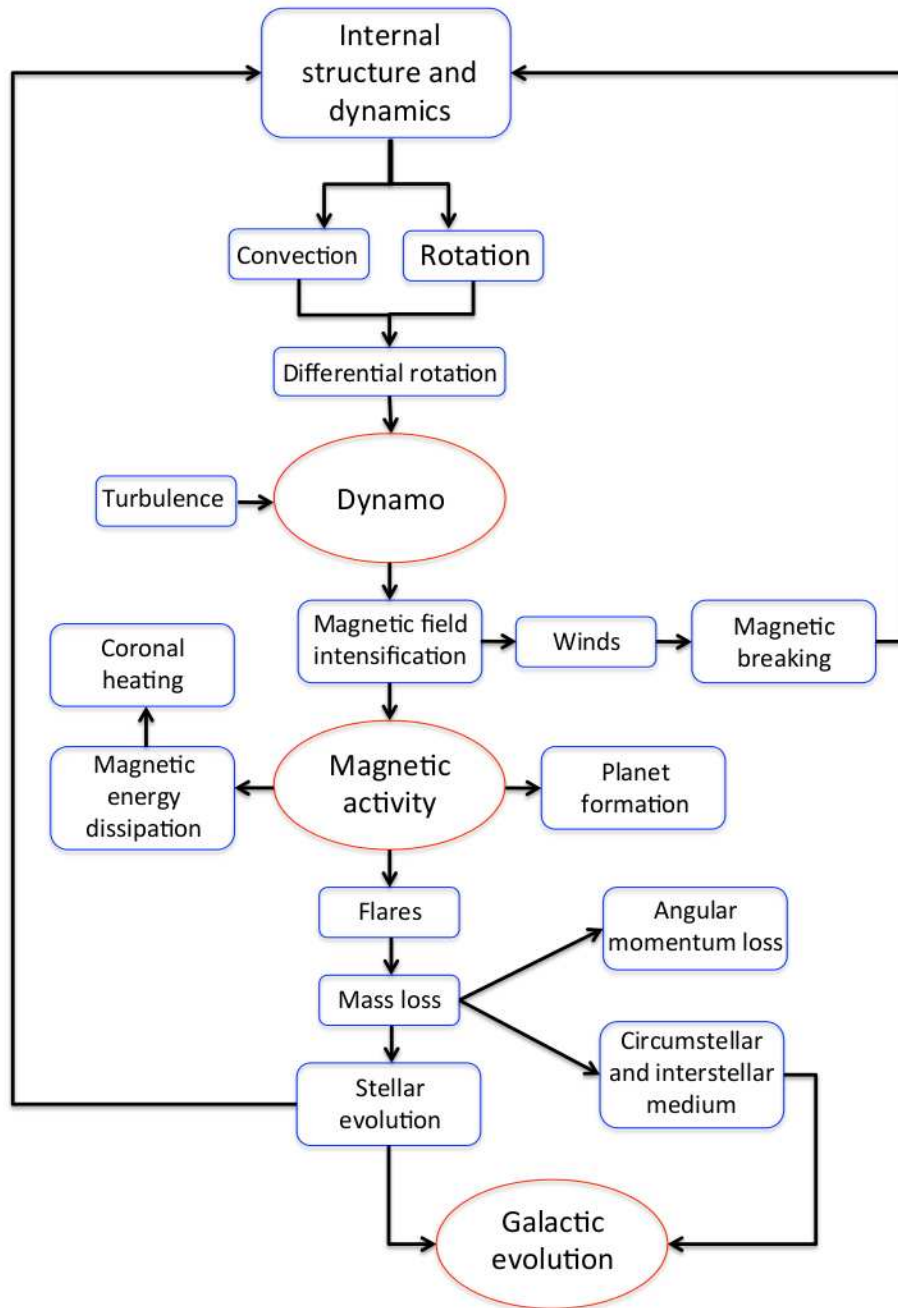 Internal
structure and
dynamics
Convection
Rotation
Differential rotation
Turbulence
Dynamo
Magnetic field
intensification
Winds
Magnetic
breaking
Coronal
heating
Magnetic
energy
dissipation
Magnetic
activity
Planet
formation
Flares
Angular
momentum loss
Mass loss
Circumstellar
and interstellar
medium
Stellar
evolution
Galactic
evolution